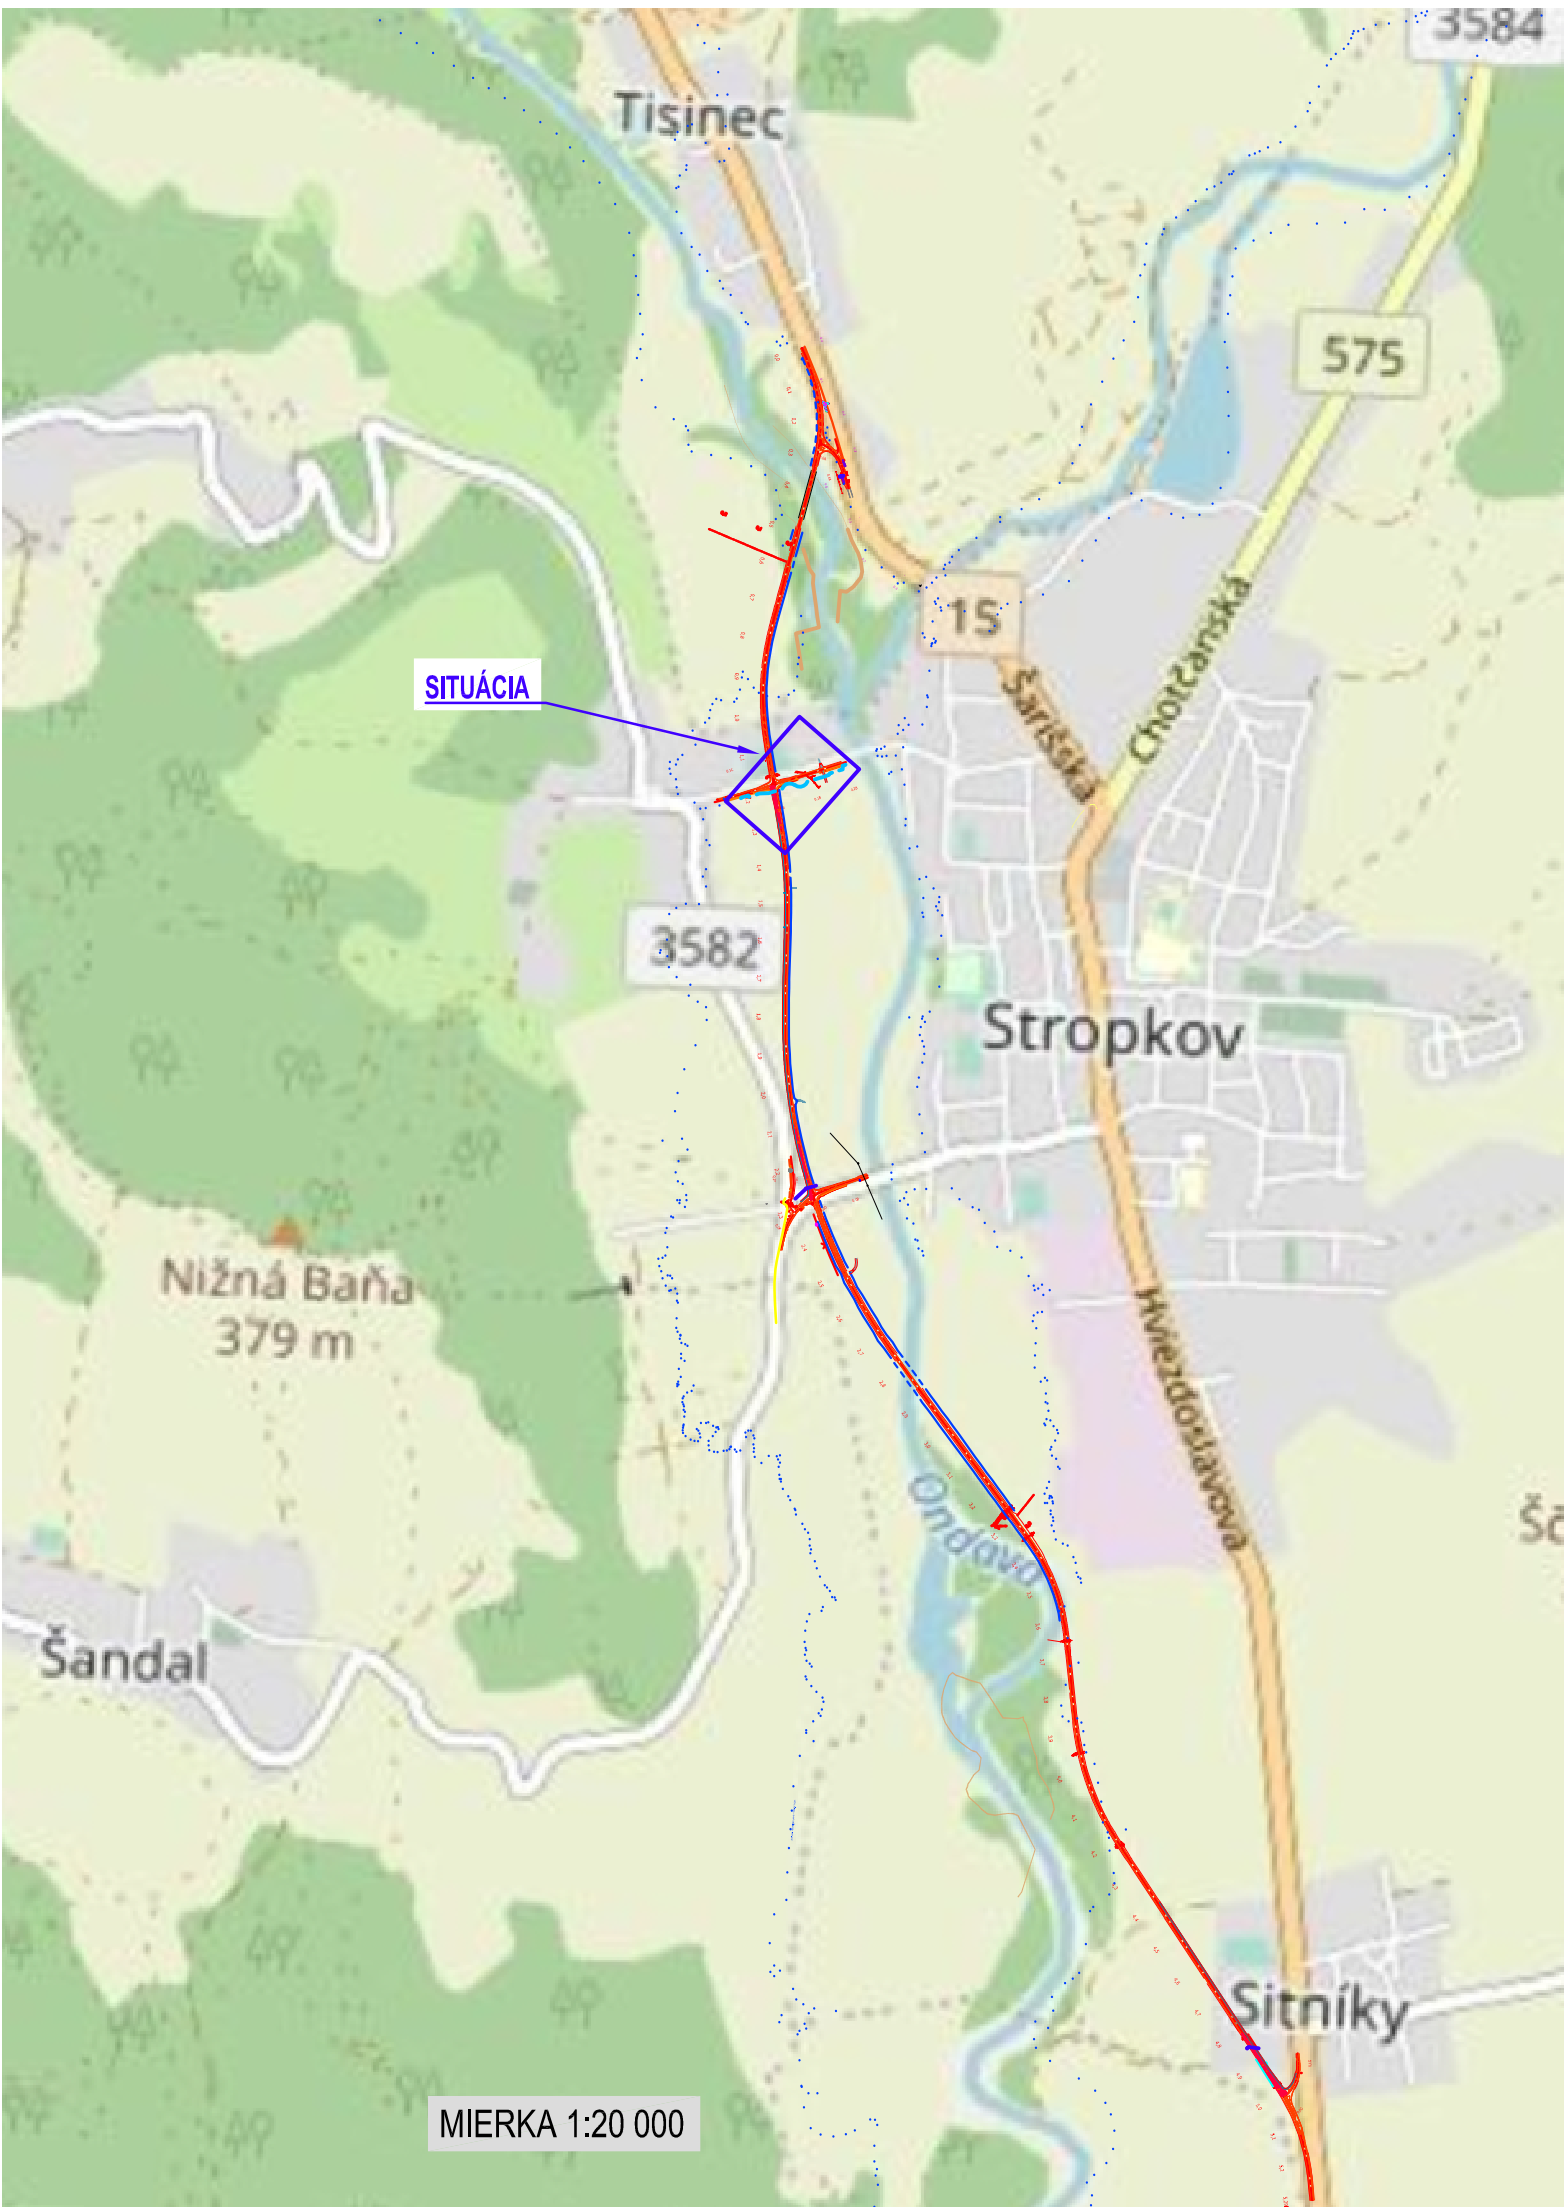 3584
Tisinec
575
15
Chotčanská
Šarišská
SITUÁCIA
3582
Stropkov
Nižná Baňa
379 m
Hviezdoslavova
Ondava
Šč
Šandal
Sitníky
MIERKA 1:20 000